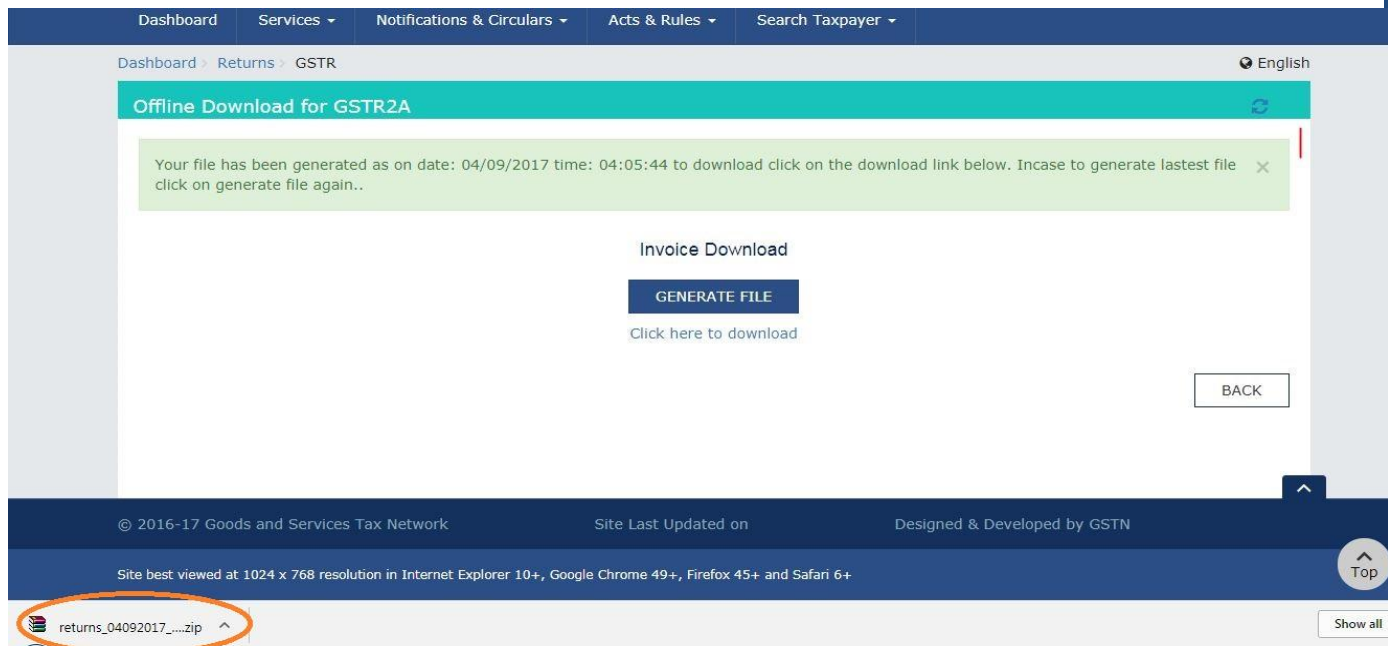 Dashboard Services Notifications & Circulars Acts & Rules Search Taxpayer
Dashboard Returns GSTR English
Offline Download for GSTR2A
Your file has been generated as on date: 04/09/2017 time: 04:05:44 to download click on the download link below. Incase to generate lastest file
click on generate file again..
Invoice Download
GENERATE FILE
Click here to download
BACK
© 2016-17 Goods and Services Tax Network Site Last Updated on Designed & Developed by GSTN
Site best viewed at 1024 x 768 resolution in Internet Explorer 10+, Google Chrome 49+, Firefox 45+ and Safari 6+
Top
returns_04092017_....zip Show all